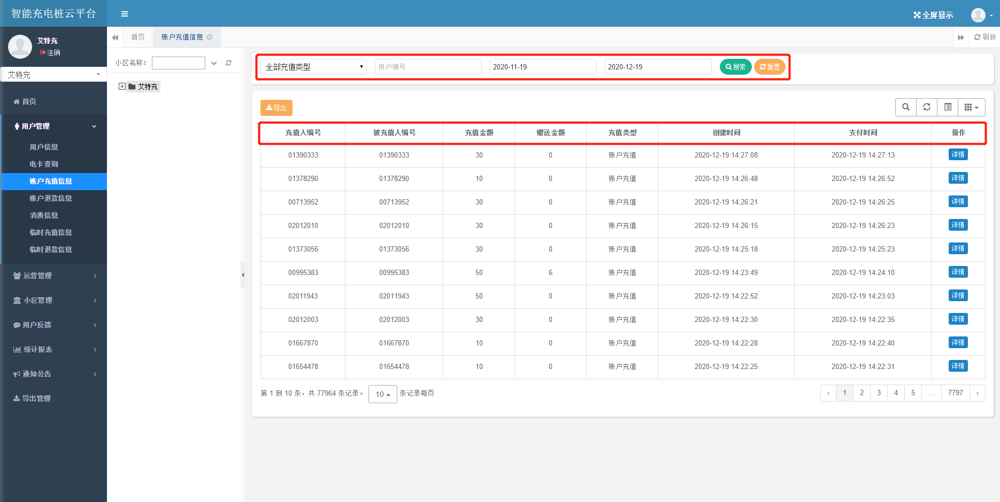 智能充电桩云平台
全屏显示
-
艾特充
注销
艾特充
首页
用户管理
用户信息
电卡查询
账户充值信息
账户退款信息
消费信息
临时充值信息
临时退款信息
运营管理
小区管理
用户反馈
统计报表
通知公告
导出管理
首页
账户充值信息
刷新
小区名称：
艾特充
全部充值类型 用户编号 2020-11-19 2020-12-19 搜索 重置
导出
充值人编号 被充值人编号 充值金额 赠送金额 充值类型 创建时间 支付时间 操作
01390333 01390333 30 0 账户充值 2020-12-19 14:27:08 2020-12-19 14:27:13 详情
01378290 01378290 10 0 账户充值 2020-12-19 14:26:48 2020-12-19 14:26:52 详情
00713952 00713952 30 0 账户充值 2020-12-19 14:26:21 2020-12-19 14:26:25 详情
02012010 02012010 30 0 账户充值 2020-12-19 14:26:15 2020-12-19 14:26:23 详情
01373056 01373056 30 0 账户充值 2020-12-19 14:25:18 2020-12-19 14:25:23 详情
00995383 00995383 50 6 账户充值 2020-12-19 14:23:49 2020-12-19 14:24:10 详情
02011943 02011943 50 0 账户充值 2020-12-19 14:22:52 2020-12-19 14:23:03 详情
02012003 02012003 30 0 账户充值 2020-12-19 14:22:30 2020-12-19 14:22:35 详情
01667870 01667870 10 0 账户充值 2020-12-19 14:22:28 2020-12-19 14:22:40 详情
01654478 01654478 10 0 账户充值 2020-12-19 14:22:25 2020-12-19 14:22:31 详情
第 1 到 10 条，共 77964 条记录。 10 条记录每页
‹ 1 2 3 4 5 ... 7797 ›